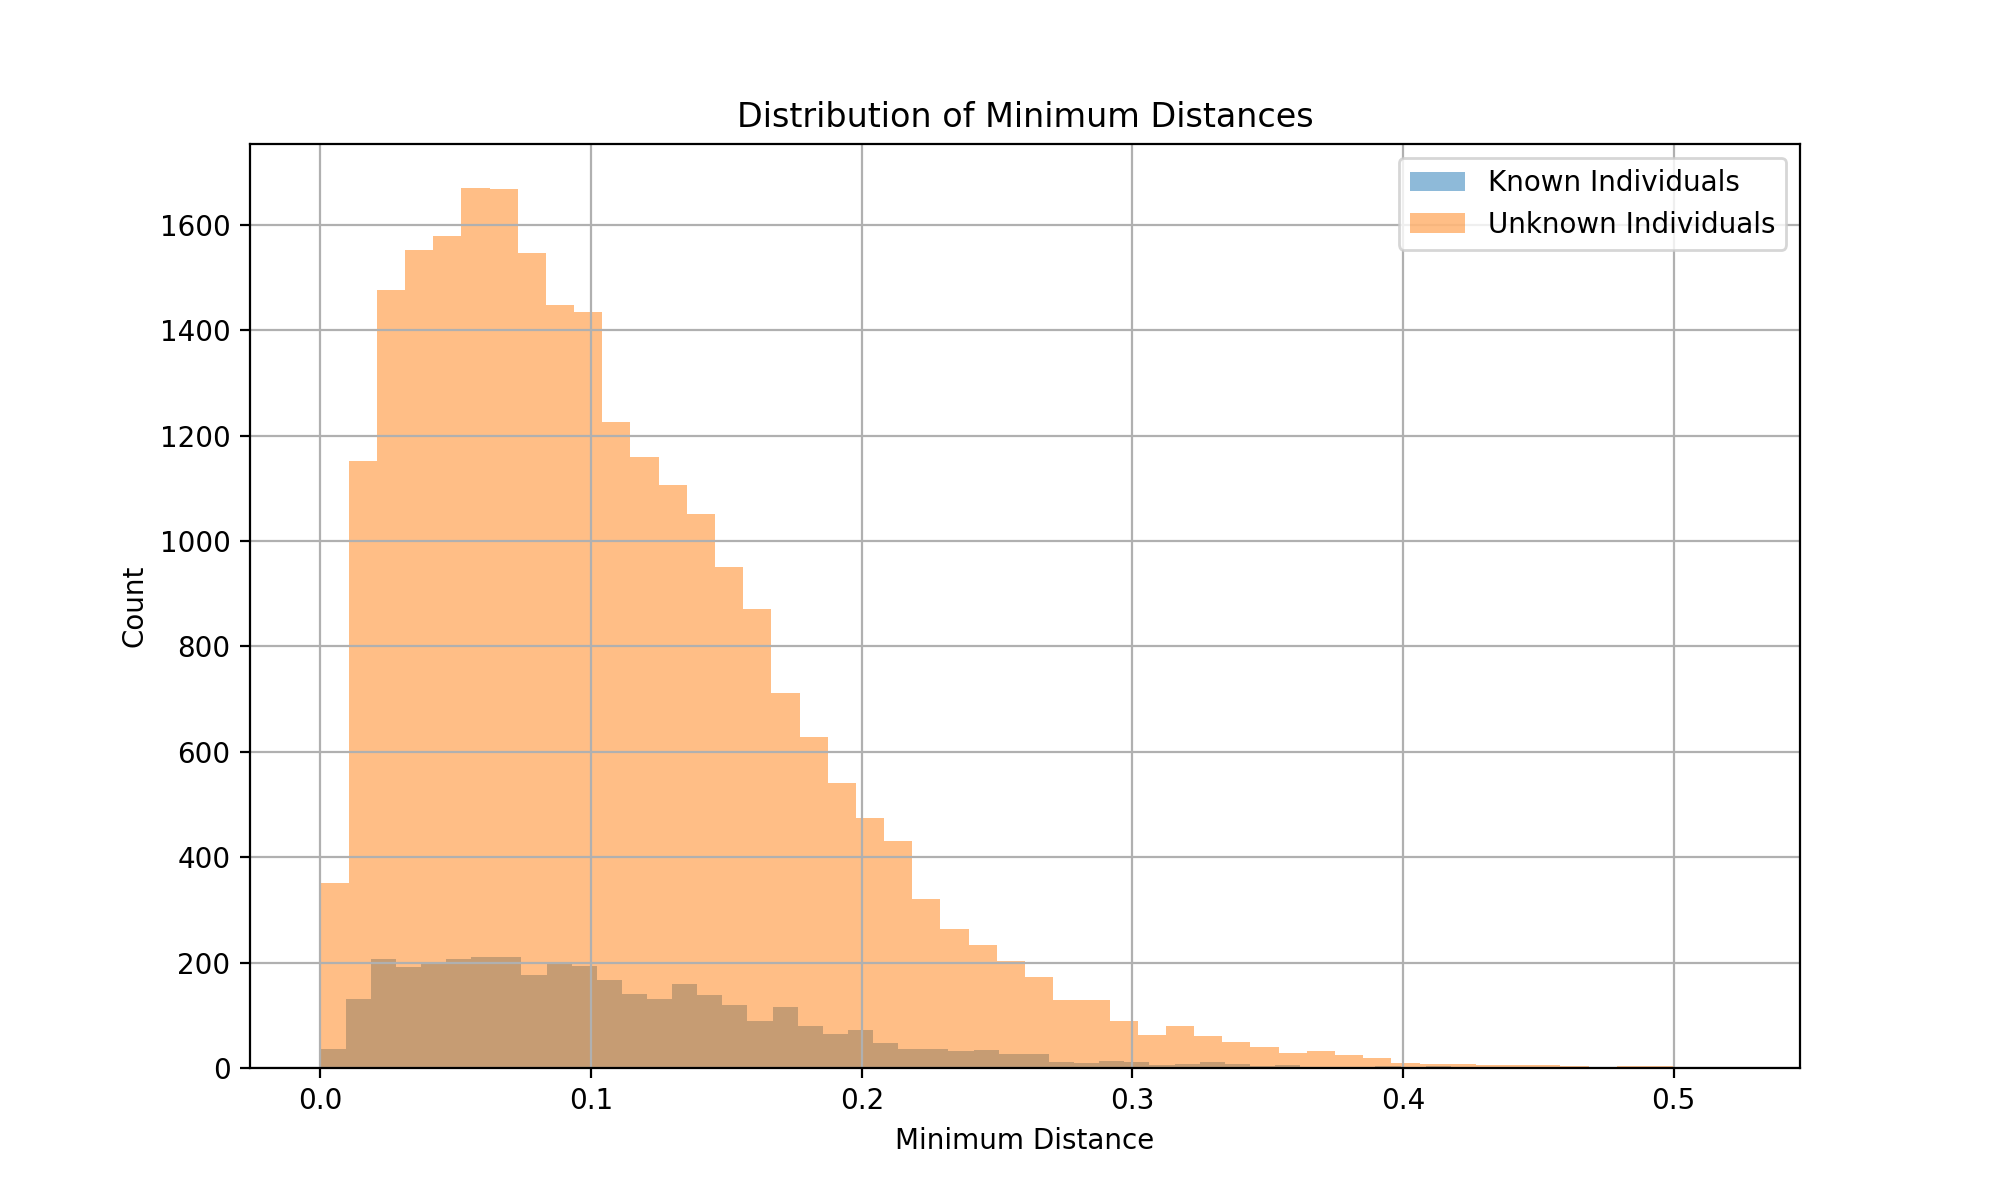 Distribution of Minimum Distances
Known Individuals
Unknown Individuals
1600
1400
1200
1000
800
600
400
200
0
Count
0.0 0.1 0.2 0.3 0.4 0.5
Minimum Distance